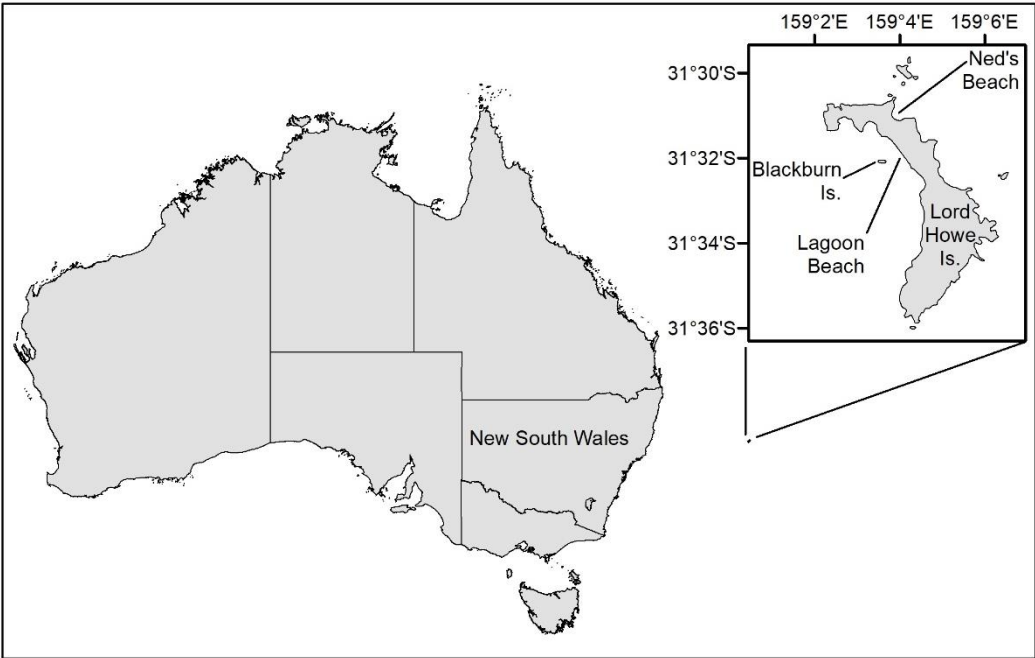 159°2'E 159°4'E 159°6'E
31°30'S
Ned's
Beach
31°32'S
Blackburn
Is.
Lord
Howe
Is.
31°34'S
Lagoon
Beach
31°36'S
New South Wales